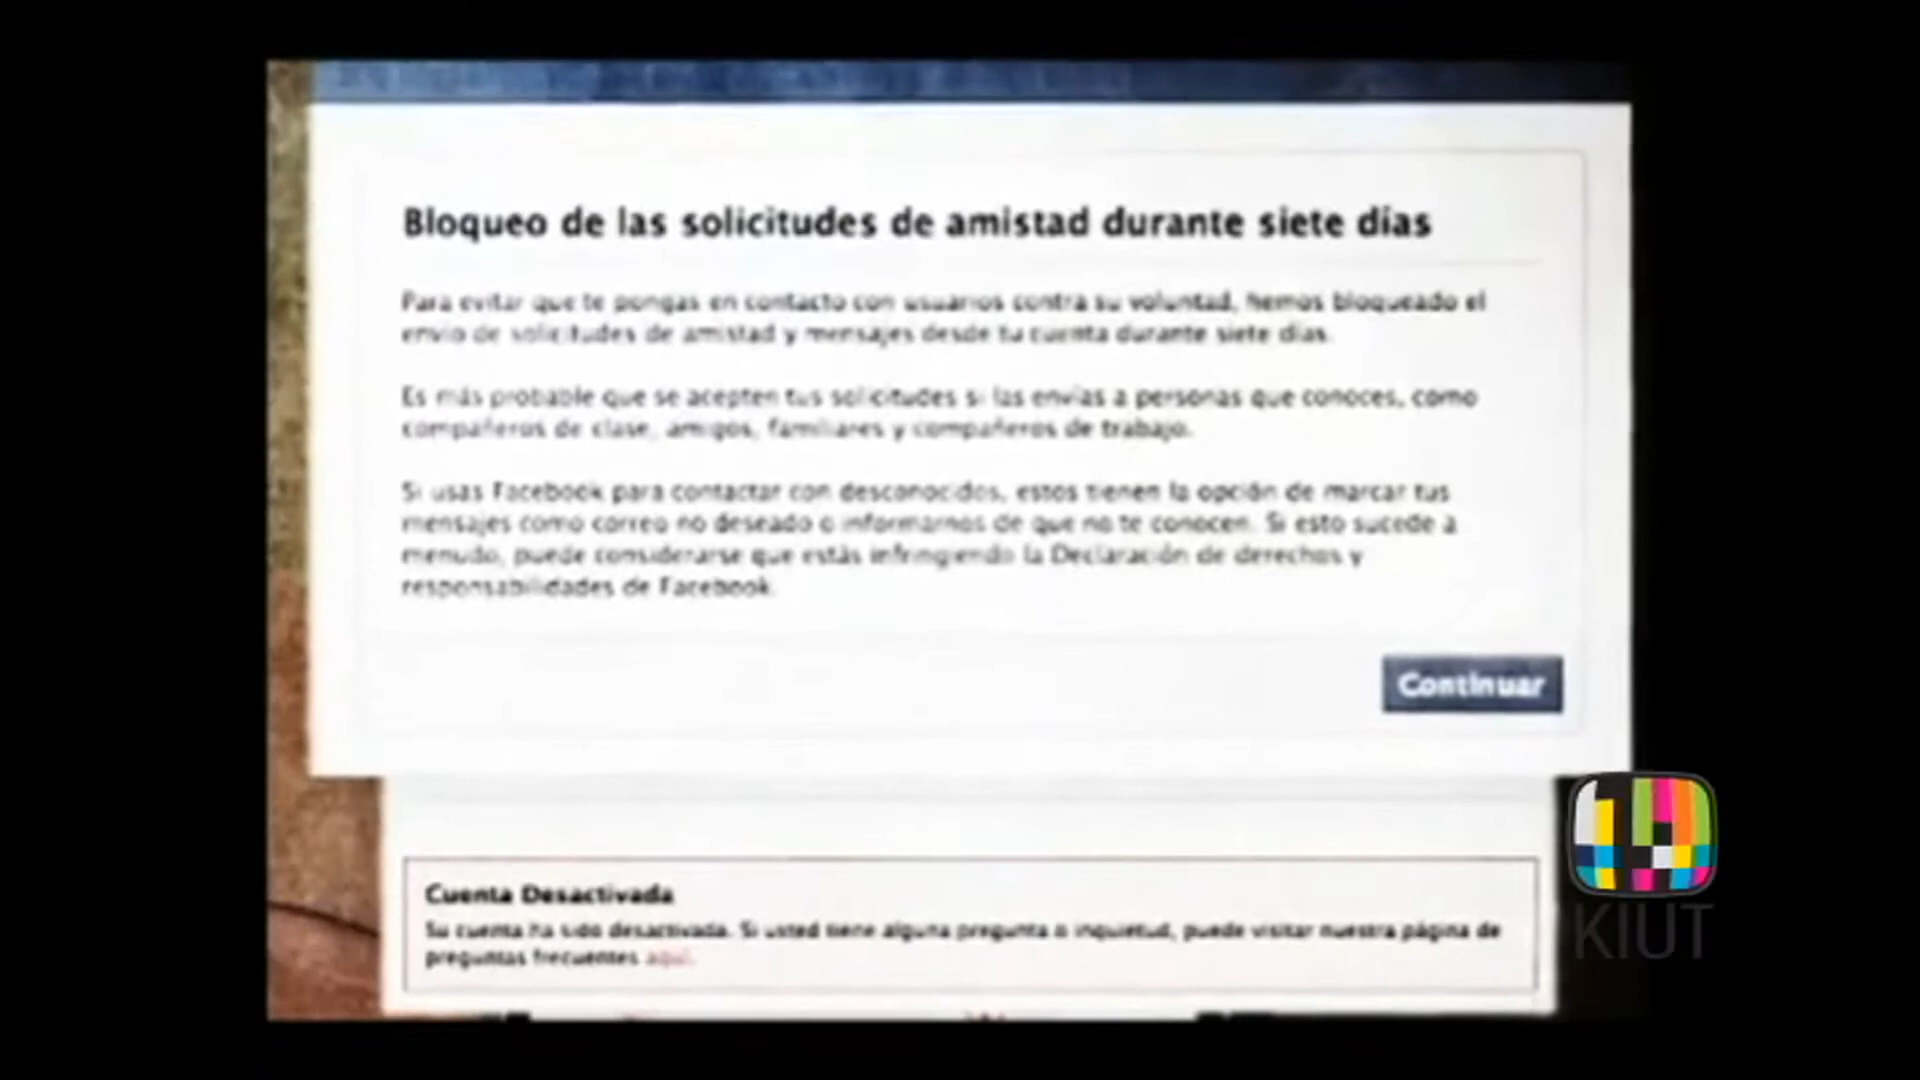 Bloqueo de las solicitudes de amistad durante siete días
Para evitar que te pongas en contacto con usuarios contra su voluntad, hemos bloqueado el
envío de solicitudes de amistad y mensajes desde tu cuenta durante siete días.
Es más probable que se acepten tus solicitudes si las envías a personas que conoces, como
compañeros de clase, amigos, familiares y compañeros de trabajo.
Si usas Facebook para contactar con desconocidos, estos tienen la opción de marcar tus
mensajes como correo no deseado o informarnos de que no te conocen. Si esto sucede a
menudo, puede considerarse que estás infringiendo la Declaración de derechos y
responsabilidades de Facebook.
Continuar
Cuenta Desactivada
Su cuenta ha sido desactivada. Si usted tiene alguna pregunta o inquietud, puede visitar nuestra página de
preguntas frecuentes aquí.
KIUT